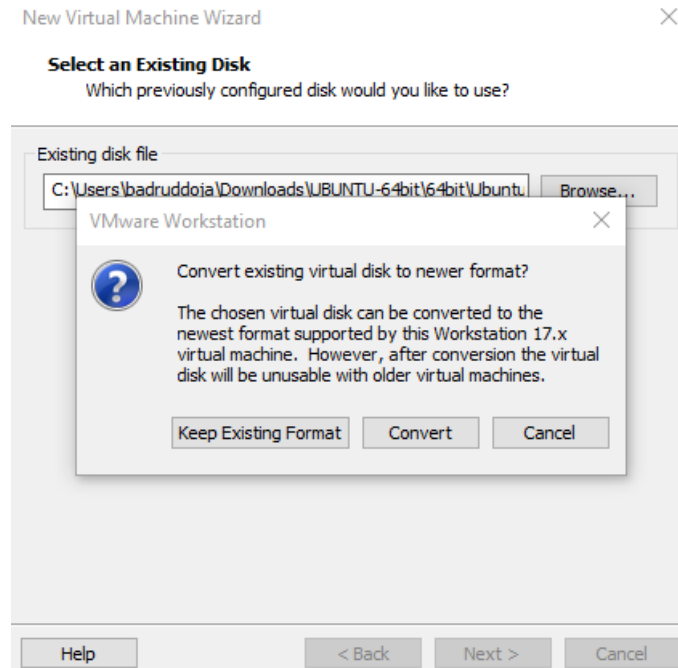 New Virtual Machine Wizard
Select an Existing Disk
Which previously configured disk would you like to use?
Existing disk file
C:\Users\badruddoja\Downloads\UBUNTU-64bit\64bit\Ubuntu
Browse...
VMware Workstation
Convert existing virtual disk to newer format?
The chosen virtual disk can be converted to the
newest format supported by this Workstation 17.x
virtual machine. However, after conversion the virtual
disk will be unusable with older virtual machines.
Keep Existing Format Convert Cancel
Help < Back Next > Cancel